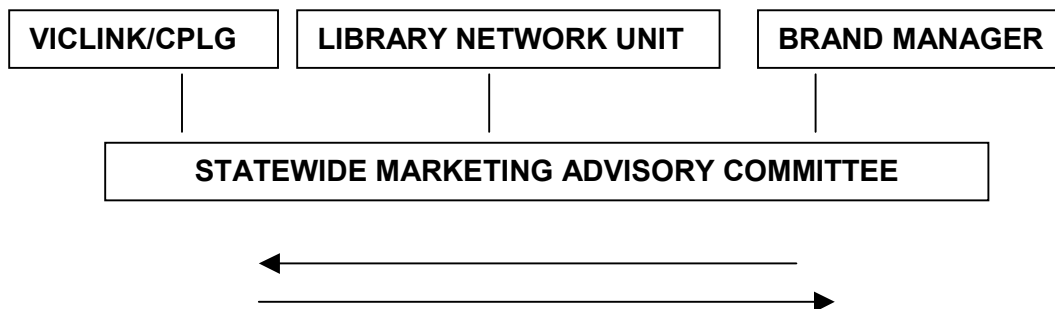 VICLINK/CPLG LIBRARY NETWORK UNIT BRAND MANAGER
STATEWIDE MARKETING ADVISORY COMMITTEE